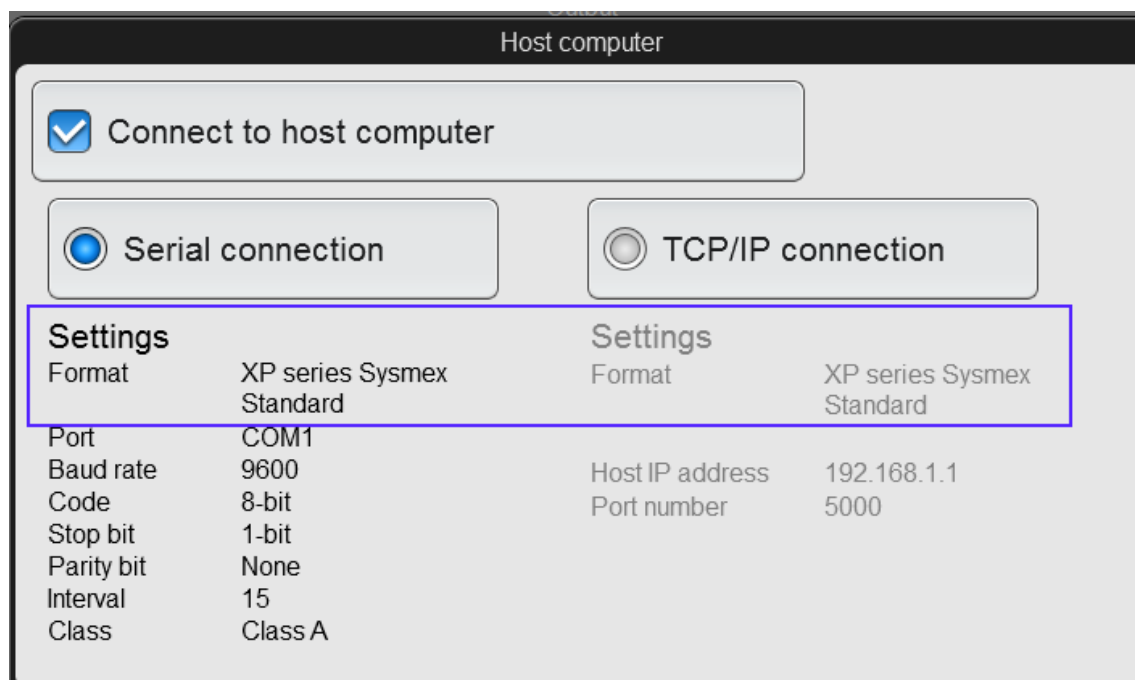 Output
Host computer
Connect to host computer
Serial connection
TCP/IP connection
Settings
Format XP series Sysmex
Standard
Port COM1
Baud rate 9600
Code 8-bit
Stop bit 1-bit
Parity bit None
Interval 15
Class Class A
Settings
Format XP series Sysmex
Standard
Host IP address 192.168.1.1
Port number 5000